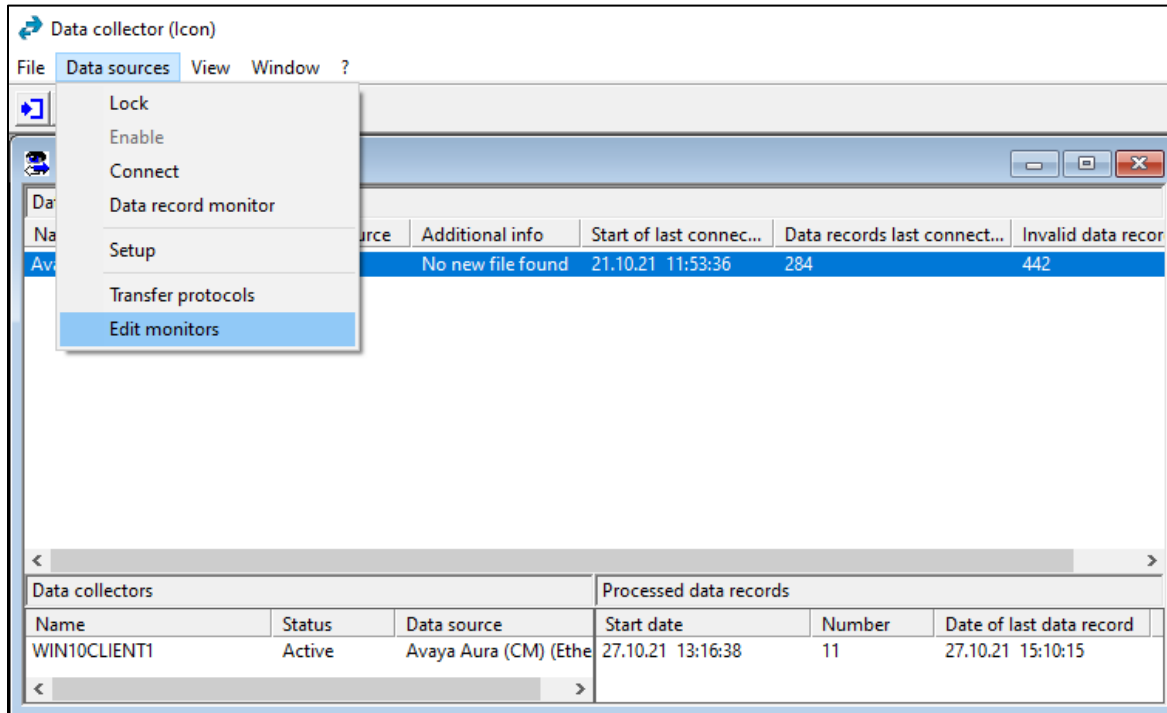 Data collector (Icon)
File Data sources View Window ?
Lock
Enable
Connect
Data record monitor
Setup
Transfer protocols
Edit monitors
Da
Na urce Additional info Start of last connec... Data records last connect... Invalid data recor
Ava No new file found 21.10.21 11:53:36 284 442
Data collectors Processed data records
Name Status Data source Start date Number Date of last data record
WIN10CLIENT1 Active Avaya Aura (CM) (Ethe 27.10.21 13:16:38 11 27.10.21 15:10:15